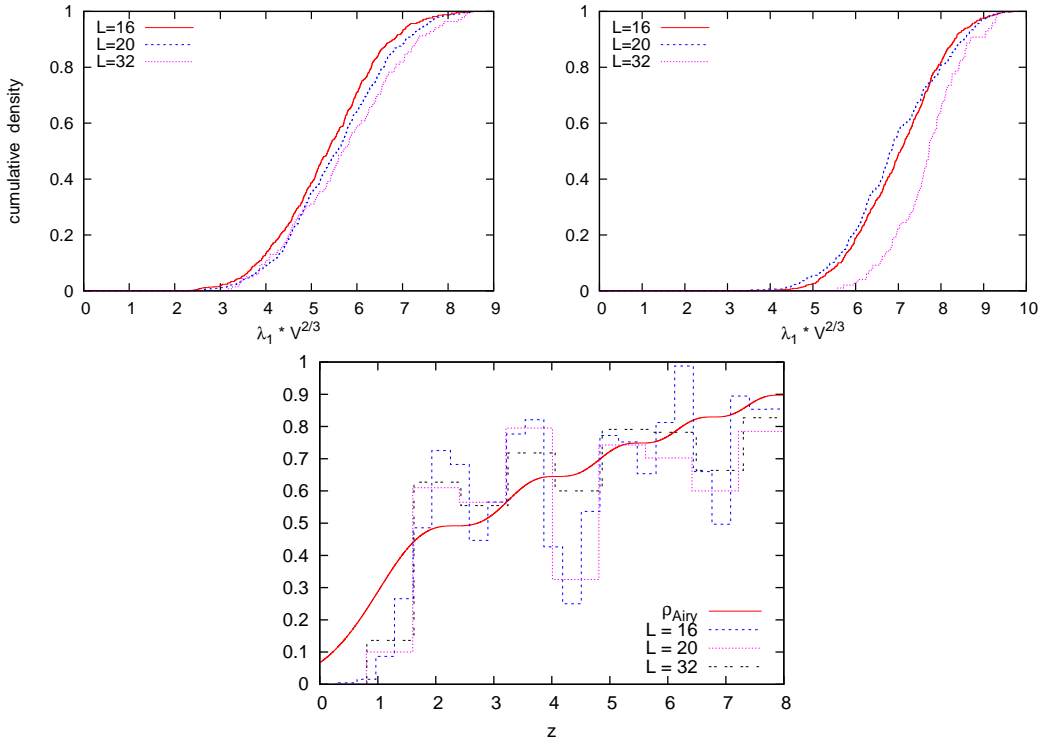 L=16
L=20
L=32
cumulative density
1
0.8
0.6
0.4
0.2
0
0 1 2 3 4 5 6 7 8 9
λ₁ * V^{2/3}
L=16
L=20
L=32
1
0.8
0.6
0.4
0.2
0
0 1 2 3 4 5 6 7 8 9 10
λ₁ * V^{2/3}
1
0.9
0.8
0.7
0.6
0.5
0.4
0.3
0.2
0.1
0
ρ_{Airy}
L = 16
L = 20
L = 32
0 1 2 3 4 5 6 7 8
z